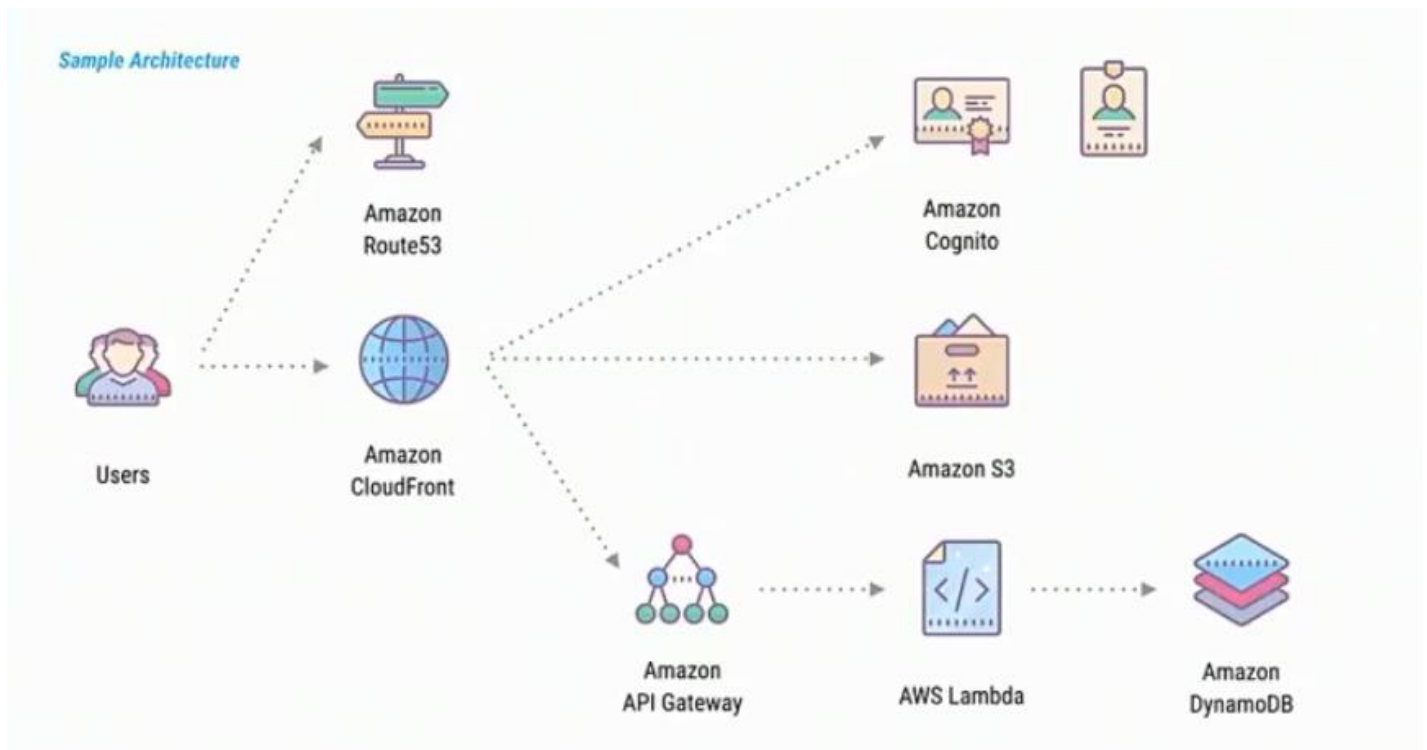 Sample Architecture
Amazon
Route53
Amazon
Cognito
Users
Amazon
CloudFront
Amazon S3
Amazon
API Gateway
AWS Lambda
Amazon
DynamoDB